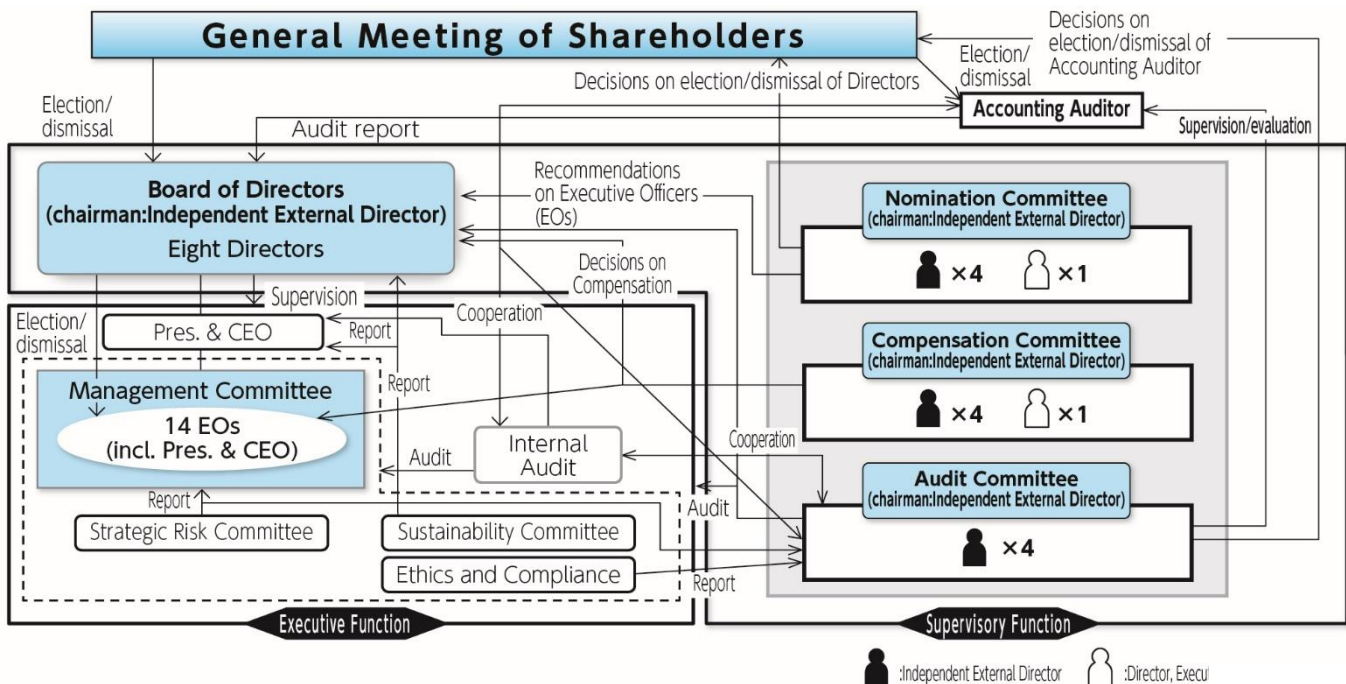 General Meeting of Shareholders
Decisions on
election/dismissal of
Accounting Auditor
Election/
dismissal
Decisions on election/dismissal of Directors
Accounting Auditor
Election/
dismissal
Audit report
Supervision/evaluation
Board of Directors
(chairman:Independent External Director)
Eight Directors
Recommendations
on Executive Officers
(EOs)
Nomination Committee
(chairman:Independent External Director)
×4
×1
Decisions on
Compensation
Supervision
Election/
dismissal
Pres. & CEO
Report
Cooperation
Compensation Committee
(chairman:Independent External Director)
×4
×1
Report
Management Committee
14 EOs
(incl. Pres. & CEO)
Internal
Audit
Audit
Cooperation
Audit Committee
(chairman:Independent External Director)
×4
Report
Audit
Strategic Risk Committee
Sustainability Committee
Ethics and Compliance
Report
Executive Function
Supervisory Function
:Independent External Director
:Director, Execu